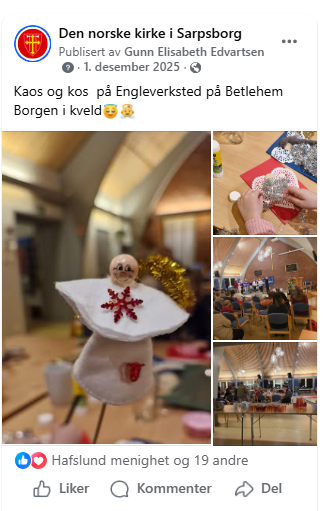 Den norske kirke i Sarpsborg
Publisert av Gunn Elisabeth Edvartsen
· 1. desember 2025 ·
Kaos og kos på Engleverksted på Betlehem
Borgen i kveld😇👼
Hafslund menighet og 19 andre
Liker Kommenter Del